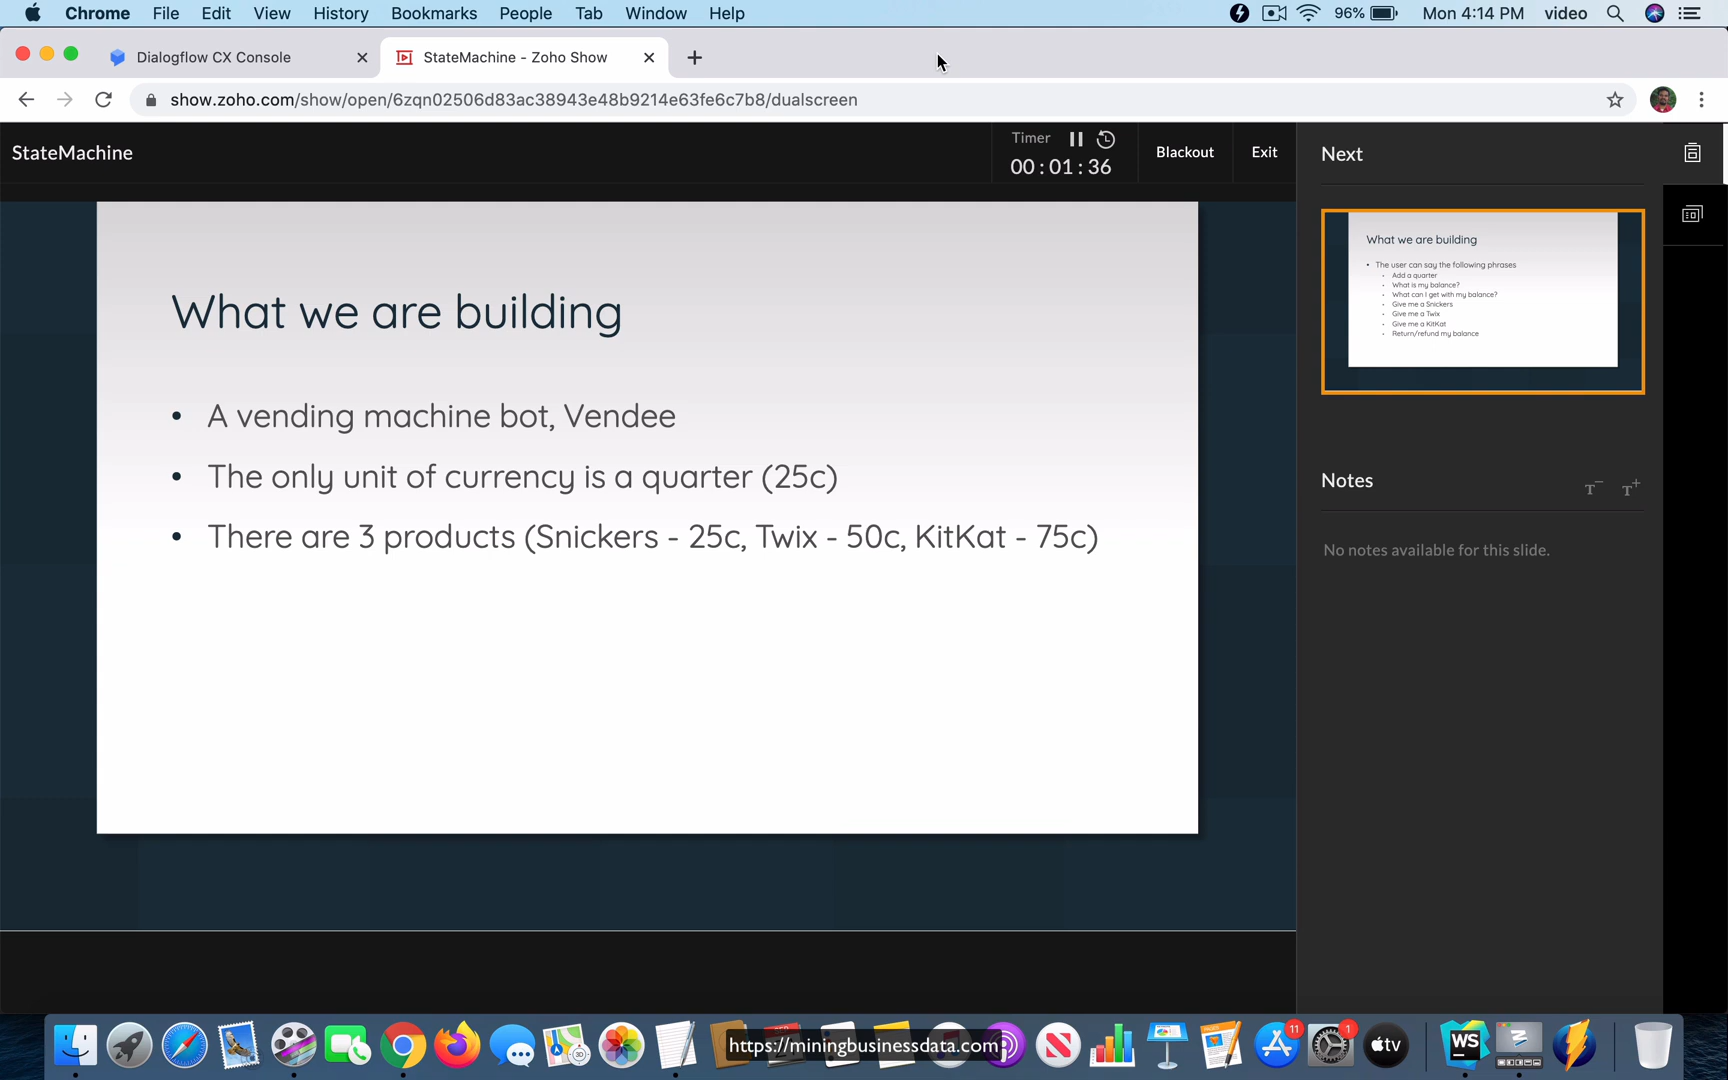 Chrome File Edit View History Bookmarks People Tab Window Help 96% Mon 4:14 PM video
Dialogflow CX Console
StateMachine - Zoho Show
show.zoho.com/show/open/6zqn02506d83ac38943e48b9214e63fe6c7b8/dualscreen
StateMachine
Timer
00 : 01 : 36
Blackout
Exit
What we are building
• A vending machine bot, Vendee
• The only unit of currency is a quarter (25c)
• There are 3 products (Snickers - 25c, Twix - 50c, KitKat - 75c)
Next
What we are building
• The user can say the following phrases
• Add a quarter
• What is my balance?
• What can I get with my balance?
• Give me a Snickers
• Give me a Twix
• Give me a KitKat
• Return/refund my balance
Notes
T− T+
No notes available for this slide.
https://miningbusinessdata.com
3D
11
1
tv
WS